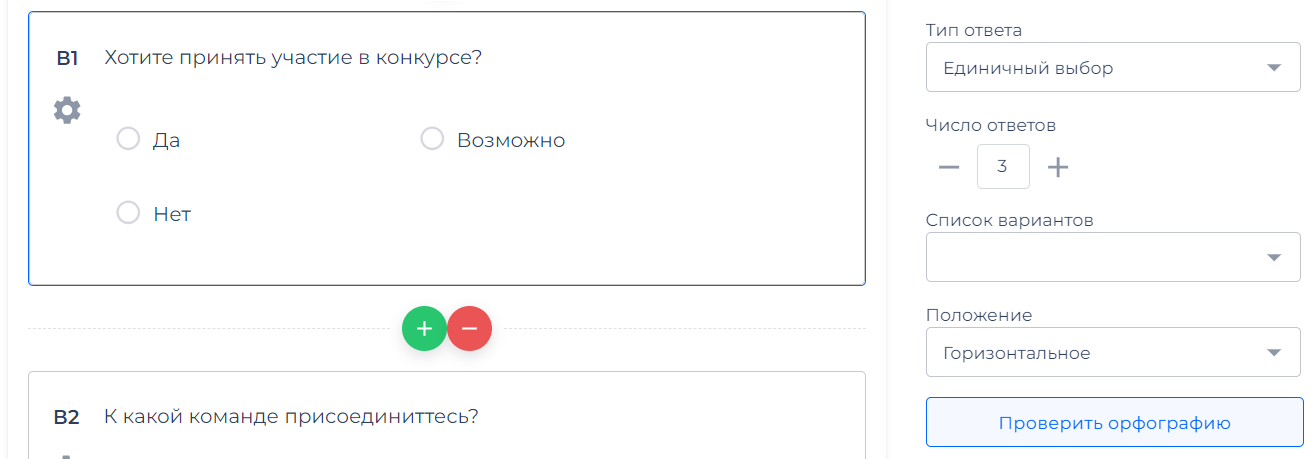 В1 Хотите принять участие в конкурсе?
Да
Возможно
Нет
В2 К какой команде присоединиттесь?
Тип ответа
Единичный выбор
Число ответов
3
Список вариантов
Положение
Горизонтальное
Проверить орфографию